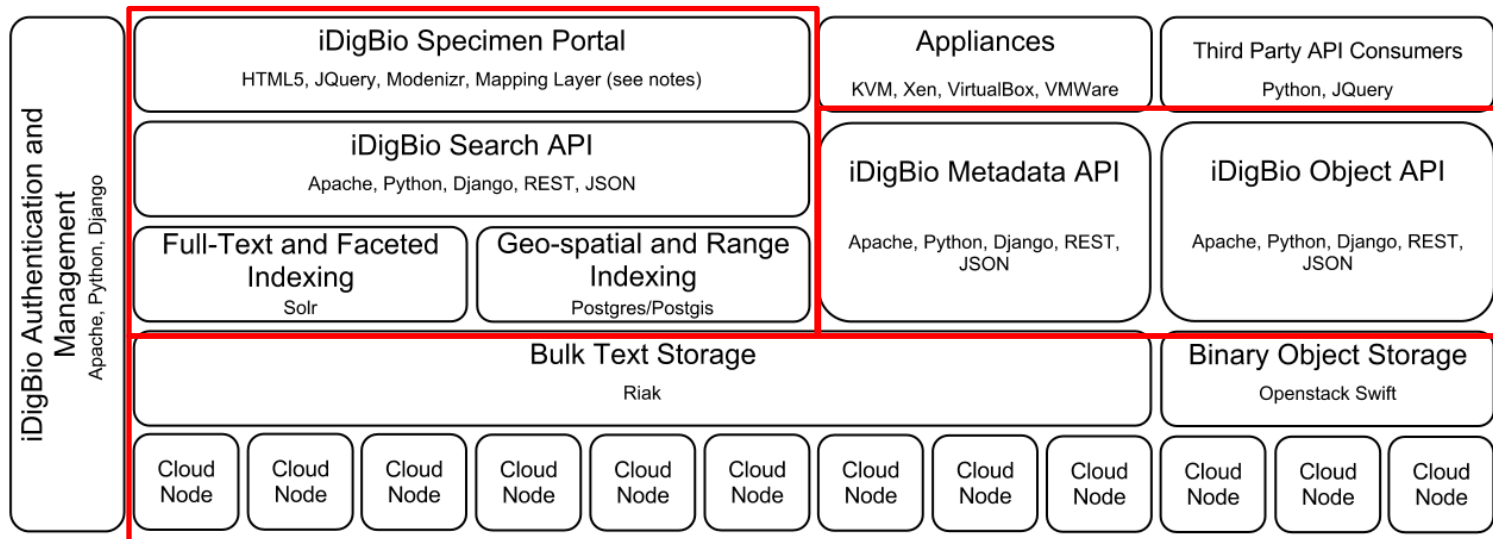 iDigBio Authentication and
Management
Apache, Python, Django
iDigBio Specimen Portal
HTML5, JQuery, Modenizr, Mapping Layer (see notes)
Appliances
KVM, Xen, VirtualBox, VMWare
Third Party API Consumers
Python, JQuery
iDigBio Search API
Apache, Python, Django, REST, JSON
iDigBio Metadata API
Apache, Python, Django, REST,
JSON
iDigBio Object API
Apache, Python, Django, REST,
JSON
Full-Text and Faceted
Indexing
Solr
Geo-spatial and Range
Indexing
Postgres/Postgis
Bulk Text Storage
Riak
Binary Object Storage
Openstack Swift
Cloud
Node
Cloud
Node
Cloud
Node
Cloud
Node
Cloud
Node
Cloud
Node
Cloud
Node
Cloud
Node
Cloud
Node
Cloud
Node
Cloud
Node
Cloud
Node